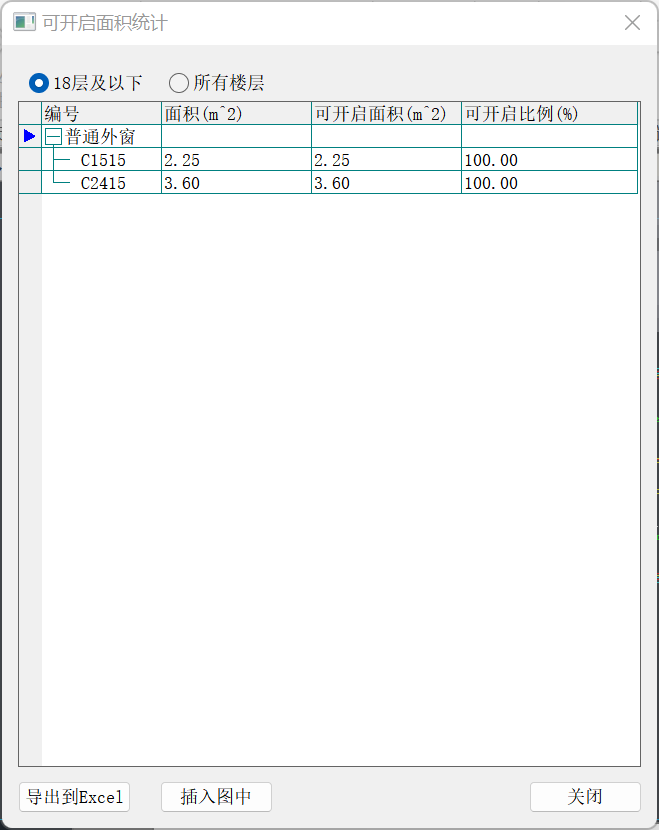 可开启面积统计
18层及以下 所有楼层
编号 面积(m^2) 可开启面积(m^2) 可开启比例(%)
普通外窗
C1515 2.25 2.25 100.00
C2415 3.60 3.60 100.00
导出到Excel 插入图中 关闭